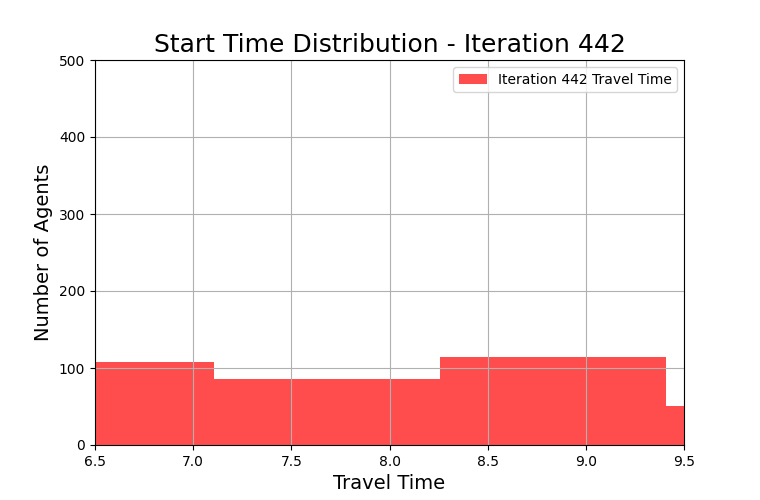 Start Time Distribution - Iteration 442
500
Iteration 442 Travel Time
400
300
200
100
0
Number of Agents
6.5 7.0 7.5 8.0 8.5 9.0 9.5
Travel Time